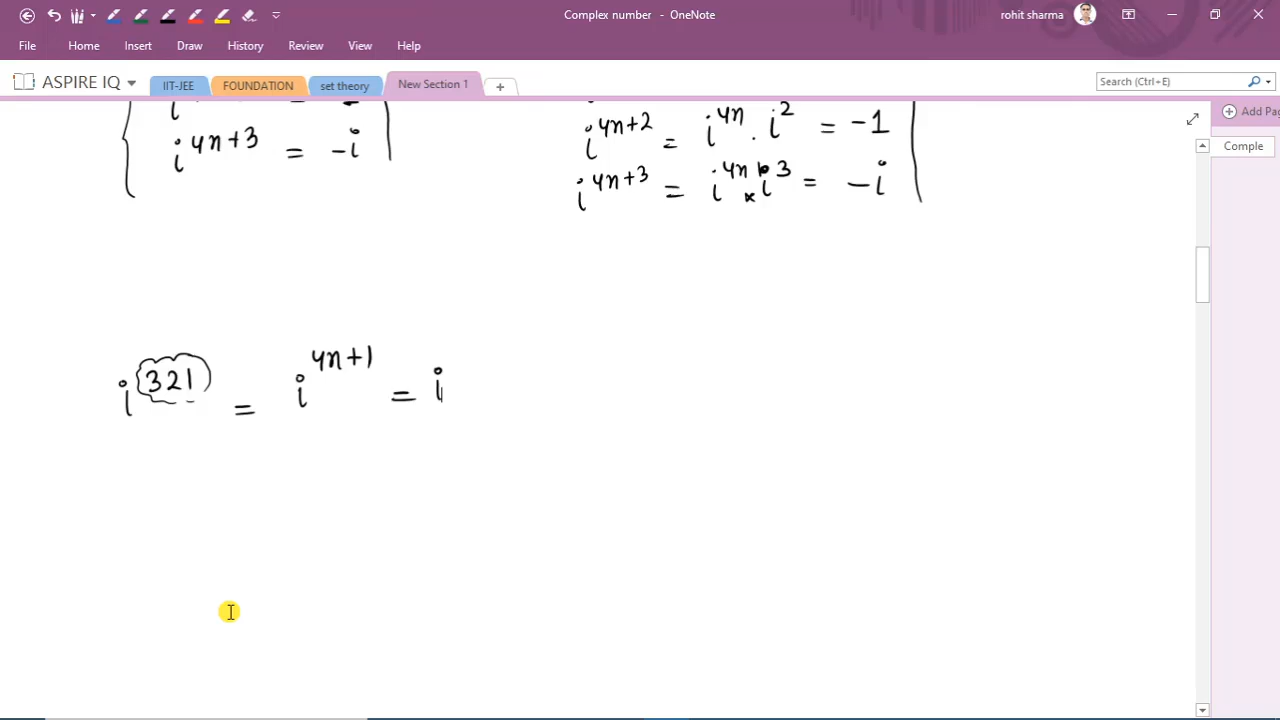 Complex number - OneNote
rohit sharma
File Home Insert Draw History Review View Help
ASPIRE IQ IIT-JEE FOUNDATION set theory New Section 1 +
Search (Ctrl+E)
Add Pag
Comple
i^{4n+3} = -i
i^{4n+2} = i^{4n} . i^2 = -1
i^{4n+3} = i^{4n} × i^3 = -i
i^{321} = i^{4n+1} = i